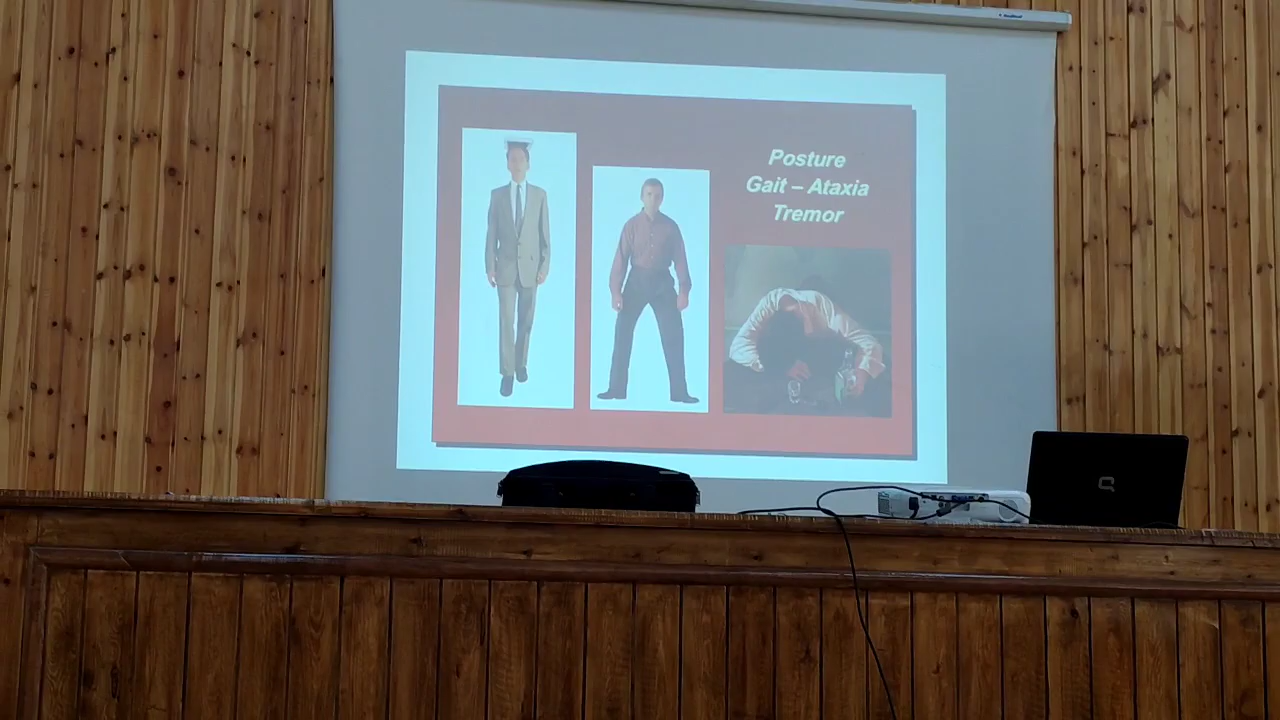 Posture
Gait – Ataxia
Tremor